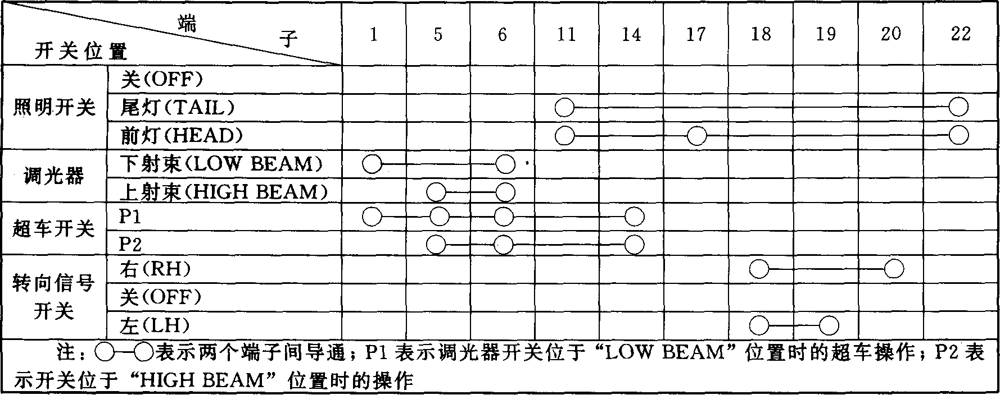 端
子
开关位置
1 5 6 11 14 17 18 19 20 22
照明开关
关(OFF)
尾灯(TAIL)
前灯(HEAD)
调光器
下射束(LOW BEAM)
上射束(HIGH BEAM)
超车开关
P1
P2
转向信号
开关
右(RH)
关(OFF)
左(LH)
注：○—○表示两个端子间导通；P1 表示调光器开关位于“LOW BEAM”位置时的超车操作；P2 表
示开关位于“HIGH BEAM”位置时的操作